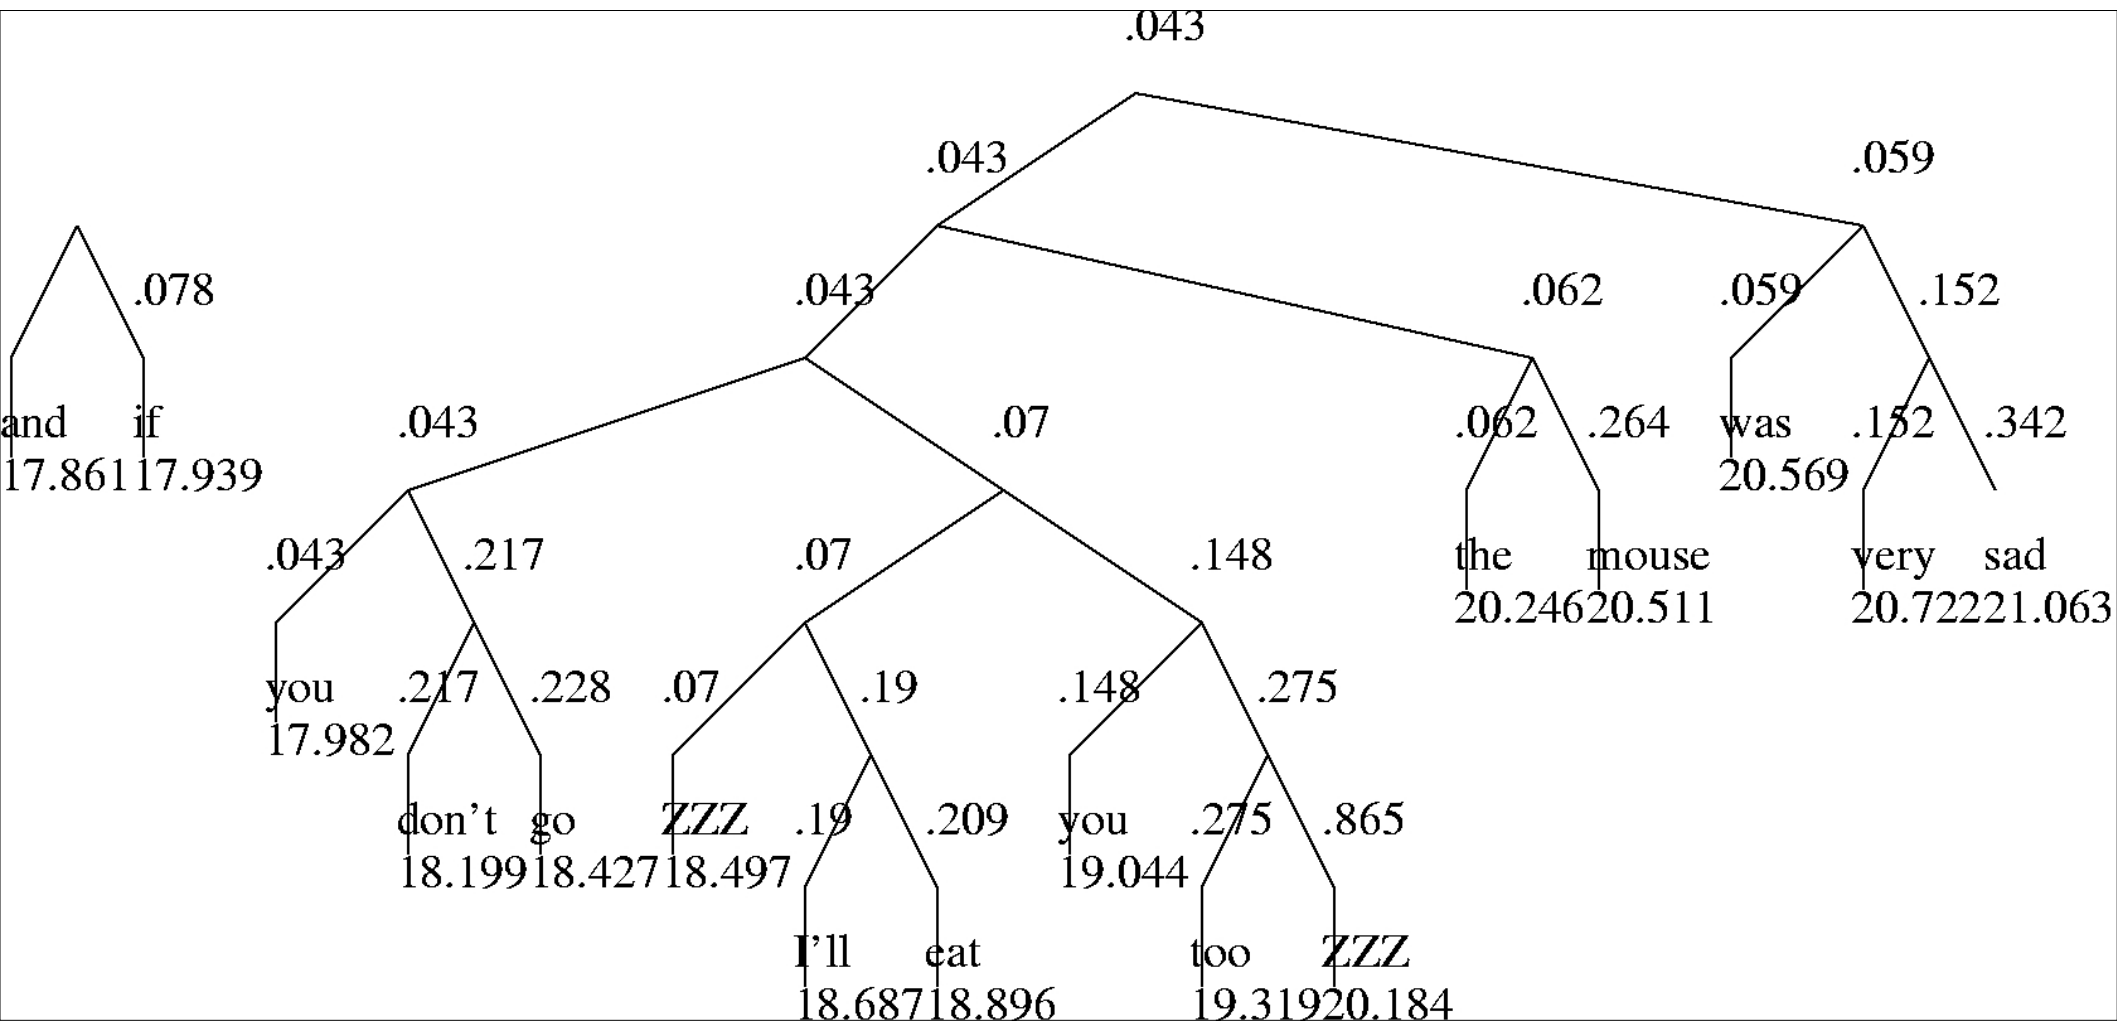 .043
.043 .059
.078 .043 .062 .059 .152
and if .043 .07 .062 .264 was .152 .342
17.861 17.939 20.569
.043 .217 .07 .148 the mouse very sad
20.246 20.511 20.722 21.063
you .217 .228 .07 .19 .148 .275
17.982
don't go ZZZ .19 .209 you .275 .865
18.199 18.427 18.497 19.044
I'll eat too ZZZ
18.687 18.896 19.319 20.184